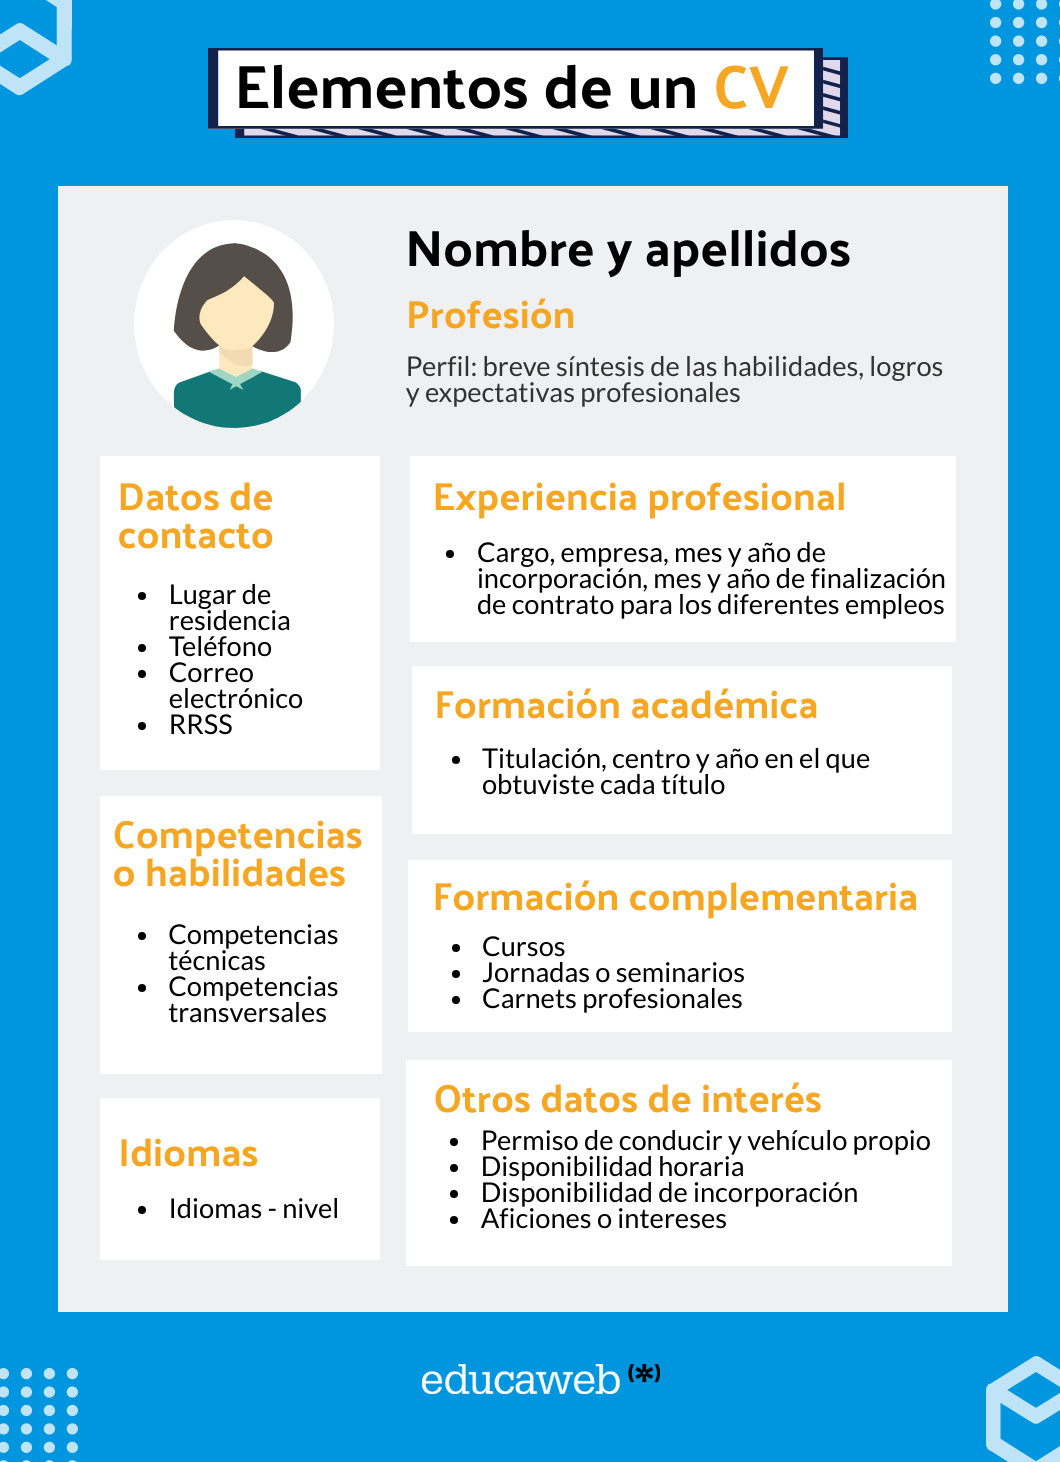 Elementos de un CV
Nombre y apellidos
Profesión
Perfil: breve síntesis de las habilidades, logros
y expectativas profesionales
Datos de
contacto
• Lugar de
residencia
• Teléfono
• Correo
electrónico
• RRSS
Competencias
o habilidades
• Competencias
técnicas
• Competencias
transversales
Idiomas
• Idiomas - nivel
Experiencia profesional
• Cargo, empresa, mes y año de
incorporación, mes y año de finalización
de contrato para los diferentes empleos
Formación académica
• Titulación, centro y año en el que
obtuviste cada título
Formación complementaria
• Cursos
• Jornadas o seminarios
• Carnets profesionales
Otros datos de interés
• Permiso de conducir y vehículo propio
• Disponibilidad horaria
• Disponibilidad de incorporación
• Aficiones o intereses
educaweb (*)